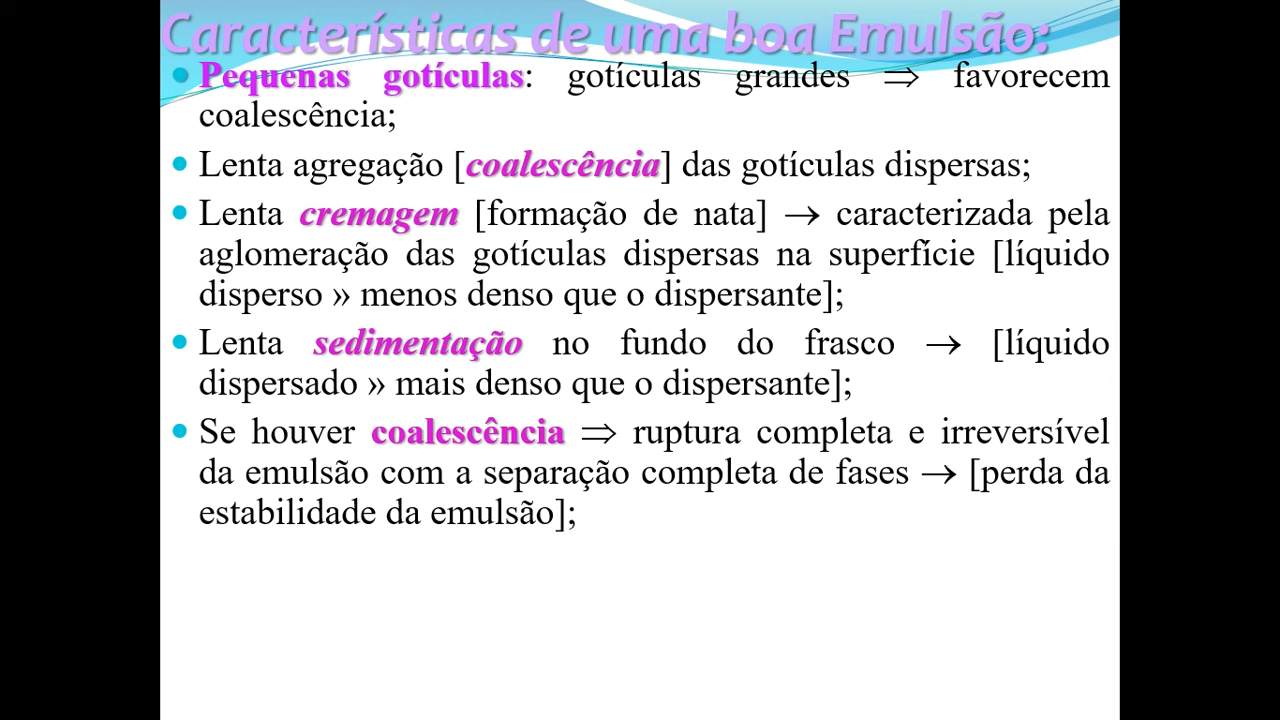 Características de uma boa Emulsão:
• Pequenas gotículas: gotículas grandes ⇒ favorecem
coalescência;
• Lenta agregação [coalescência] das gotículas dispersas;
• Lenta cremagem [formação de nata] → caracterizada pela
aglomeração das gotículas dispersas na superfície [líquido
disperso » menos denso que o dispersante];
• Lenta sedimentação no fundo do frasco → [líquido
dispersado » mais denso que o dispersante];
• Se houver coalescência ⇒ ruptura completa e irreversível
da emulsão com a separação completa de fases → [perda da
estabilidade da emulsão];